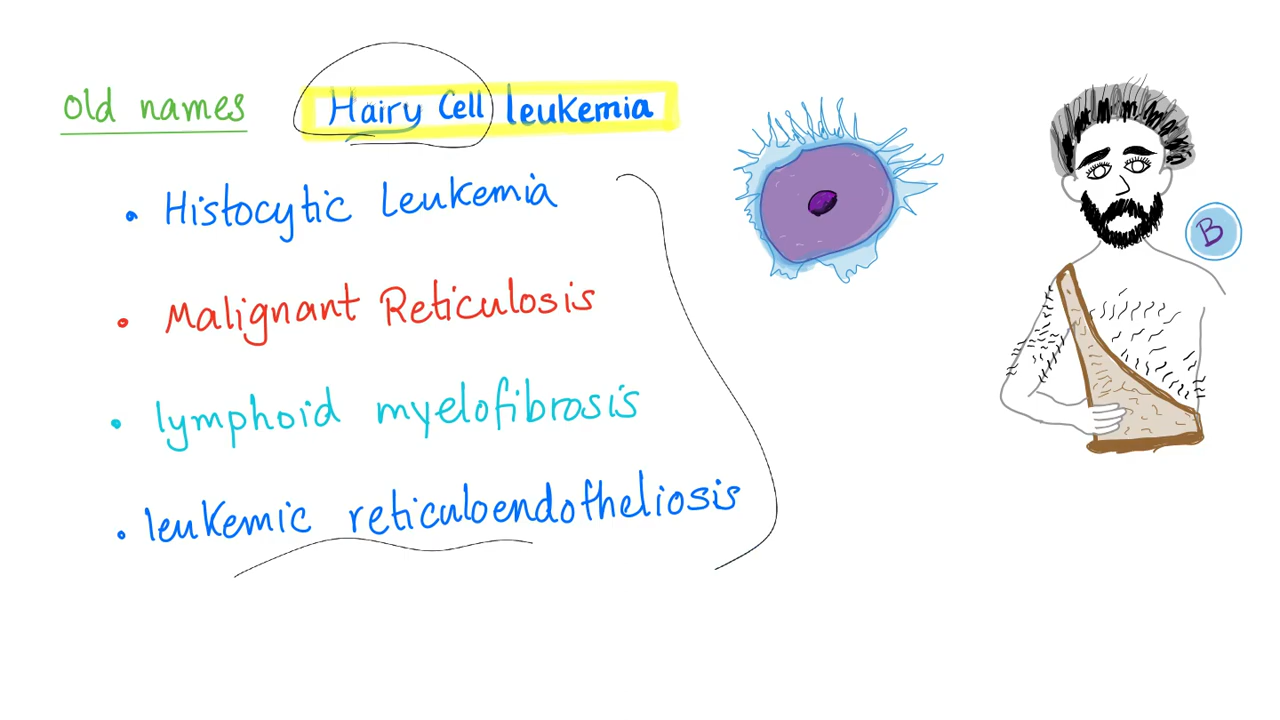 Old names Hairy Cell leukemia
• Histocytic Leukemia
• Malignant Reticulosis
• lymphoid myelofibrosis
• leukemic reticuloendotheliosis
B